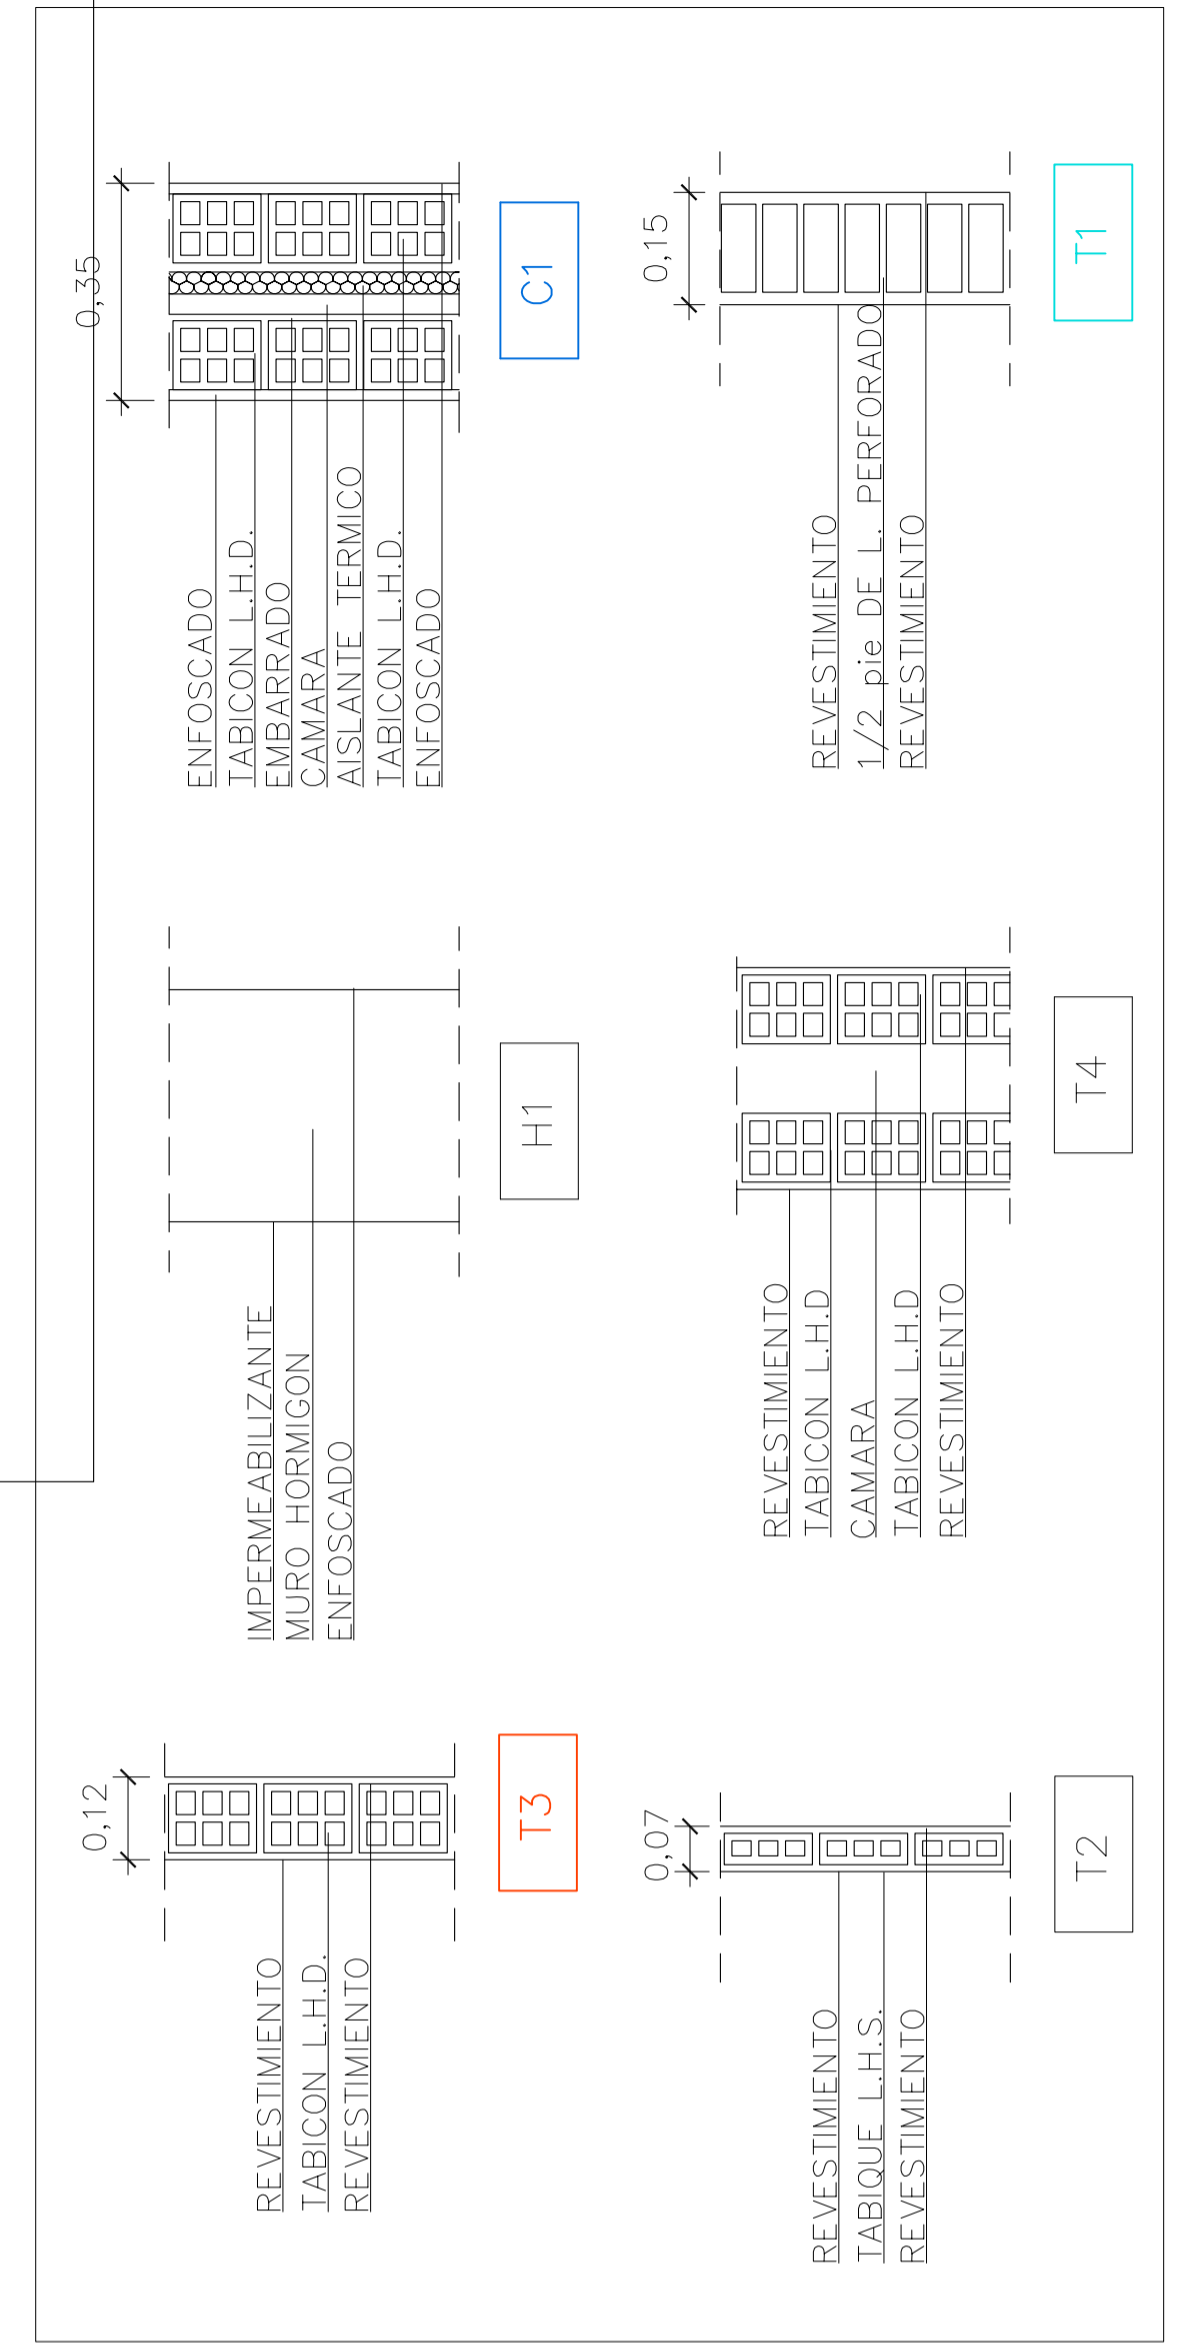 0,12
REVESTIMIENTO
TABICON L.H.D.
REVESTIMIENTO
T3
IMPERMEABILIZANTE
MURO HORMIGON
ENFOSCADO
H1
0,35
ENFOSCADO
TABICON L.H.D.
EMBARRADO
CAMARA
AISLANTE TERMICO
TABICON L.H.D.
ENFOSCADO
C1
0,07
REVESTIMIENTO
TABIQUE L.H.S.
REVESTIMIENTO
T2
REVESTIMIENTO
TABICON L.H.D
CAMARA
TABICON L.H.D
REVESTIMIENTO
T4
0,15
REVESTIMIENTO
1/2 pie DE L. PERFORADO
REVESTIMIENTO
T1